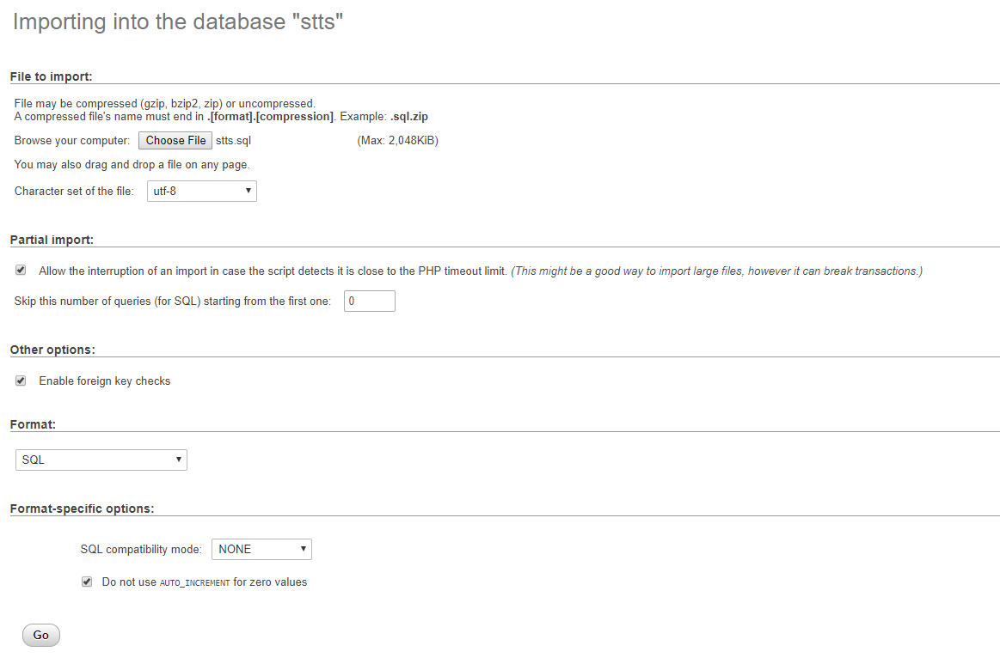 Importing into the database "stts"
File to import:
File may be compressed (gzip, bzip2, zip) or uncompressed.
A compressed file's name must end in .[format].[compression]. Example: .sql.zip
Browse your computer: Choose File stts.sql (Max: 2,048KiB)
You may also drag and drop a file on any page.
Character set of the file: utf-8
Partial import:
Allow the interruption of an import in case the script detects it is close to the PHP timeout limit. (This might be a good way to import large files, however it can break transactions.)
Skip this number of queries (for SQL) starting from the first one: 0
Other options:
Enable foreign key checks
Format:
SQL
Format-specific options:
SQL compatibility mode: NONE
Do not use AUTO_INCREMENT for zero values
Go